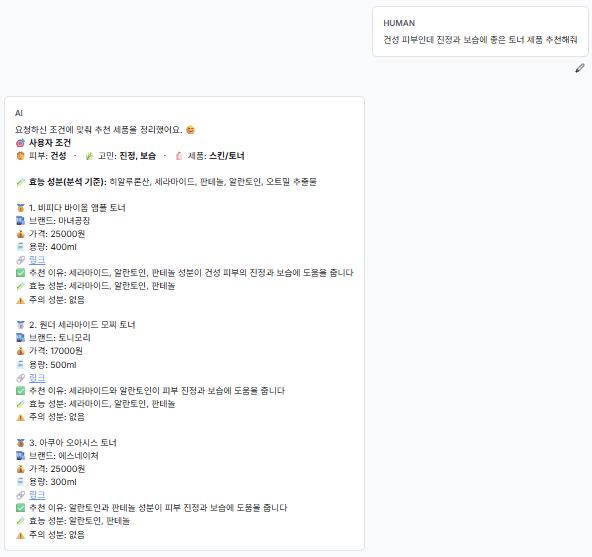 HUMAN
건성 피부인데 진정과 보습에 좋은 토너 제품 추천해줘
AI
요청하신 조건에 맞춰 추천 제품을 정리했어요. 😊
🎯 사용자 조건
🧑 피부: 건성 · 🌿 고민: 진정, 보습 · 🧴 제품: 스킨/토너
🧪 효능 성분(분석 기준): 히알루론산, 세라마이드, 판테놀, 알란토인, 오트밀 추출물
🥇 1. 비피다 바이옴 앰플 토너
🏪 브랜드: 마녀공장
💰 가격: 25000원
🥛 용량: 400ml
🔗 링크
✅ 추천 이유: 세라마이드, 알란토인, 판테놀 성분이 건성 피부의 진정과 보습에 도움을 줍니다
🧪 효능 성분: 세라마이드, 알란토인, 판테놀
⚠️ 주의 성분: 없음
🥈 2. 원더 세라마이드 모찌 토너
🏪 브랜드: 토니모리
💰 가격: 17000원
🥛 용량: 500ml
🔗 링크
✅ 추천 이유: 세라마이드와 알란토인이 피부 진정과 보습에 도움을 줍니다
🧪 효능 성분: 세라마이드, 알란토인, 판테놀
⚠️ 주의 성분: 없음
🥉 3. 아쿠아 오아시스 토너
🏪 브랜드: 에스네이처
💰 가격: 25000원
🥛 용량: 300ml
🔗 링크
✅ 추천 이유: 알란토인과 판테놀 성분이 피부 진정과 보습에 도움을 줍니다
🧪 효능 성분: 알란토인, 판테놀
⚠️ 주의 성분: 없음